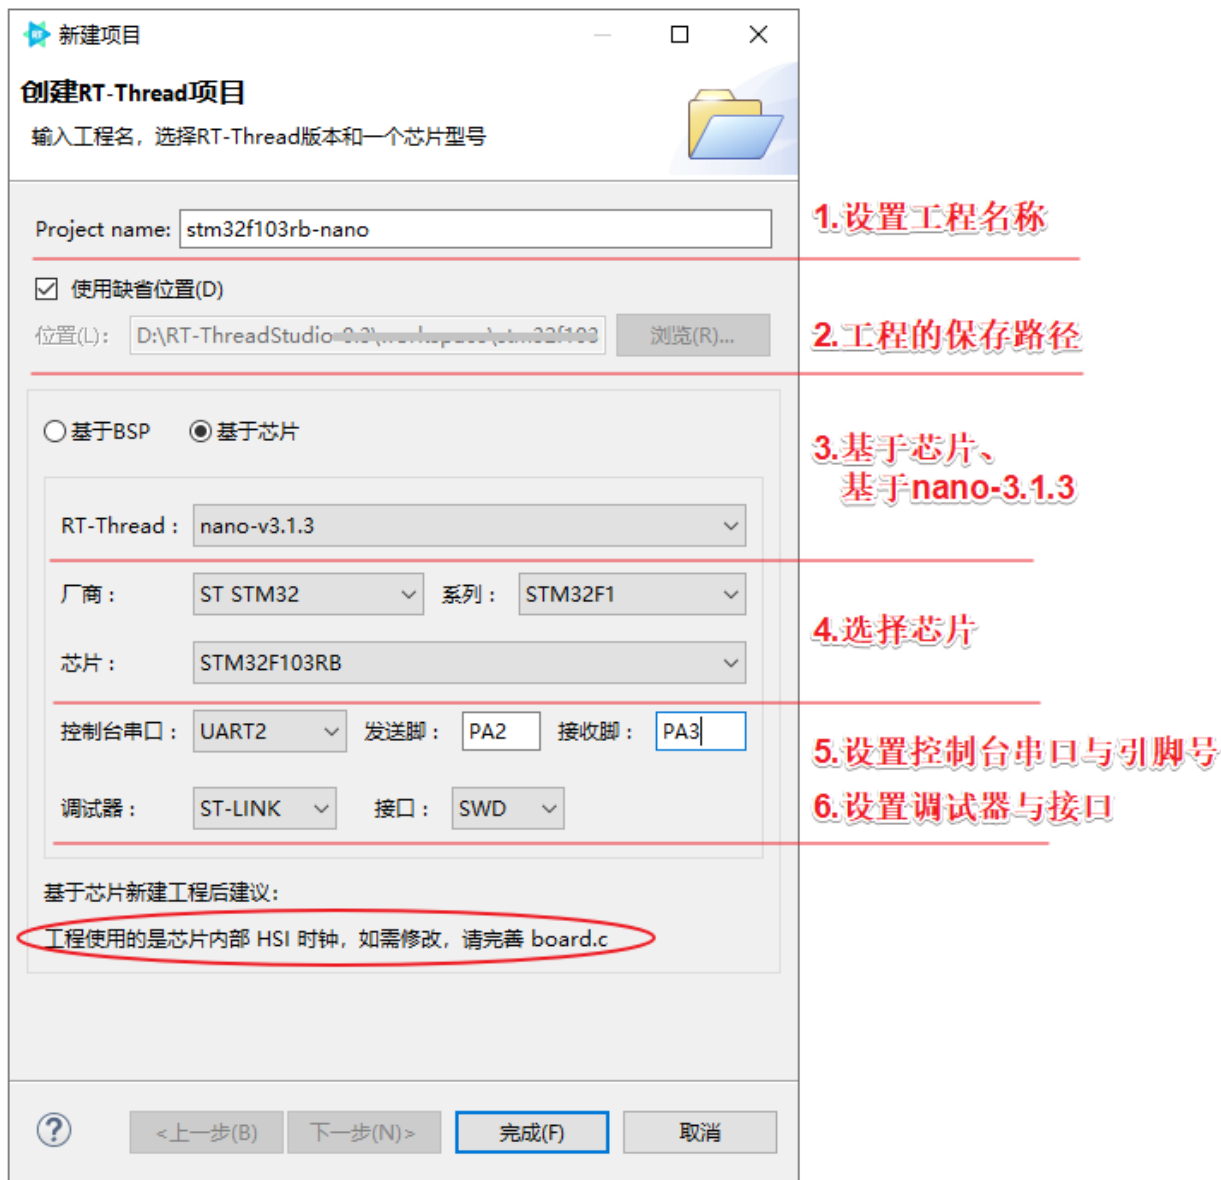 新建项目
创建RT-Thread项目
输入工程名，选择RT-Thread版本和一个芯片型号
Project name: stm32f103rb-nano
1.设置工程名称
使用缺省位置(D)
位置(L)： D:\RT-ThreadStudio 浏览(R)...
2.工程的保存路径
基于BSP 基于芯片
3.基于芯片、
基于nano-3.1.3
RT-Thread： nano-v3.1.3
厂商： ST STM32 系列： STM32F1
4.选择芯片
芯片： STM32F103RB
控制台串口： UART2 发送脚： PA2 接收脚： PA3
5.设置控制台串口与引脚号
调试器： ST-LINK 接口： SWD
6.设置调试器与接口
基于芯片新建工程后建议：
工程使用的是芯片内部 HSI 时钟，如需修改，请完善 board.c
<上一步(B) 下一步(N)> 完成(F) 取消